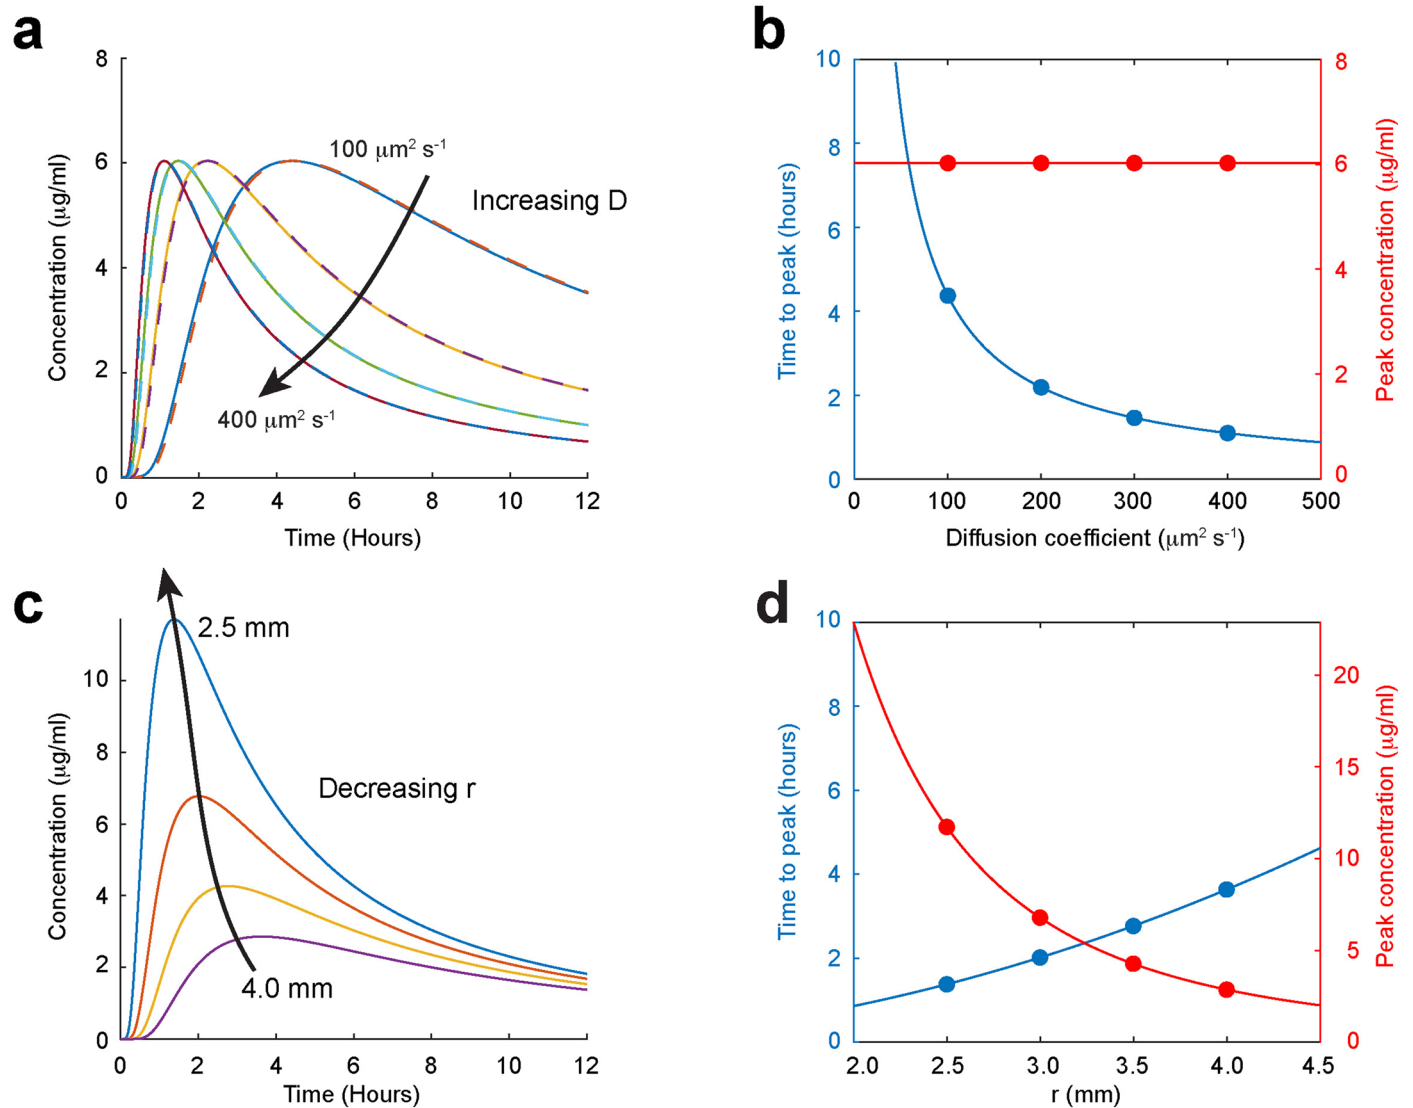 a
8
6
4
2
0
0 2 4 6 8 10 12
Concentration (μg/ml)
Time (Hours)
100 μm² s⁻¹
Increasing D
400 μm² s⁻¹
b
10
8
6
4
2
0
Time to peak (hours)
8
6
4
2
0
Peak concentration (μg/ml)
0 100 200 300 400 500
Diffusion coefficient (μm² s⁻¹)
c
10
8
6
4
2
0
0 2 4 6 8 10 12
Concentration (μg/ml)
Time (Hours)
2.5 mm
Decreasing r
4.0 mm
d
10
8
6
4
2
0
Time to peak (hours)
20
15
10
5
0
Peak concentration (μg/ml)
2.0 2.5 3.0 3.5 4.0 4.5
r (mm)